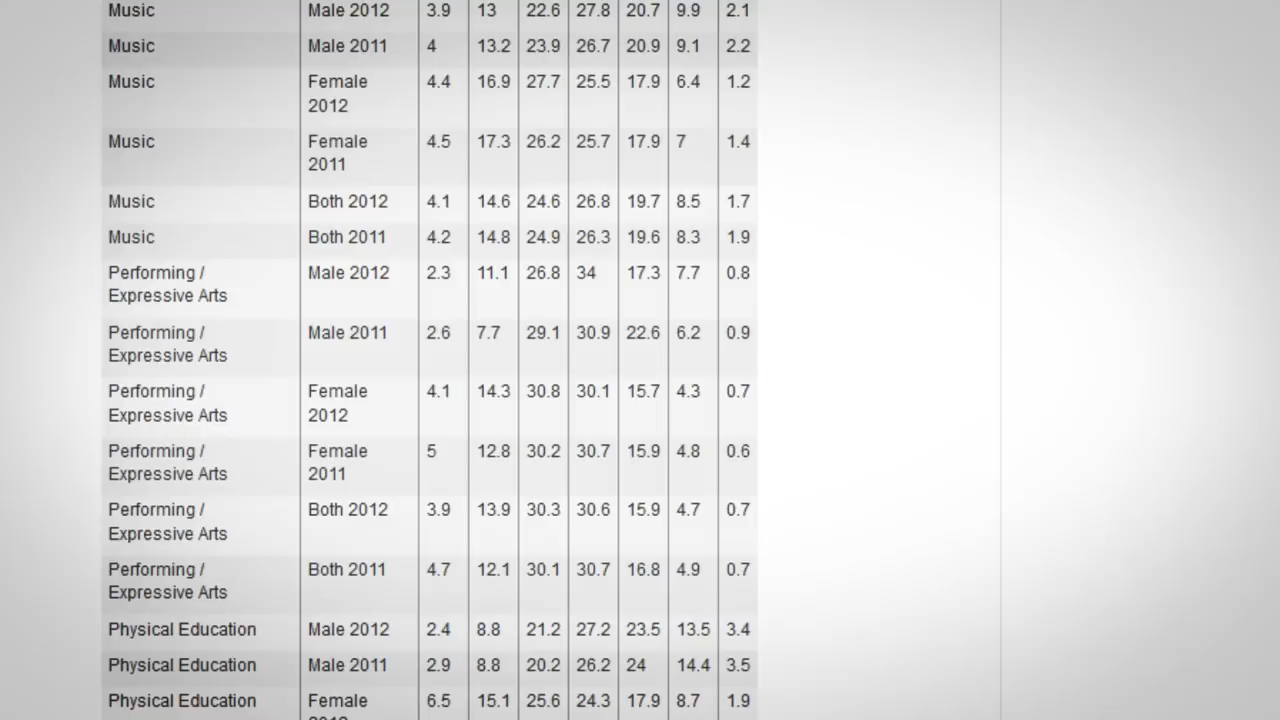 Music Male 2012 3.9 13 22.6 27.8 20.7 9.9 2.1
Music Male 2011 4 13.2 23.9 26.7 20.9 9.1 2.2
Music Female 4.4 16.9 27.7 25.5 17.9 6.4 1.2
2012
Music Female 4.5 17.3 26.2 25.7 17.9 7 1.4
2011
Music Both 2012 4.1 14.6 24.6 26.8 19.7 8.5 1.7
Music Both 2011 4.2 14.8 24.9 26.3 19.6 8.3 1.9
Performing / Male 2012 2.3 11.1 26.8 34 17.3 7.7 0.8
Expressive Arts
Performing / Male 2011 2.6 7.7 29.1 30.9 22.6 6.2 0.9
Expressive Arts
Performing / Female 4.1 14.3 30.8 30.1 15.7 4.3 0.7
Expressive Arts 2012
Performing / Female 5 12.8 30.2 30.7 15.9 4.8 0.6
Expressive Arts 2011
Performing / Both 2012 3.9 13.9 30.3 30.6 15.9 4.7 0.7
Expressive Arts
Performing / Both 2011 4.7 12.1 30.1 30.7 16.8 4.9 0.7
Expressive Arts
Physical Education Male 2012 2.4 8.8 21.2 27.2 23.5 13.5 3.4
Physical Education Male 2011 2.9 8.8 20.2 26.2 24 14.4 3.5
Physical Education Female 6.5 15.1 25.6 24.3 17.9 8.7 1.9